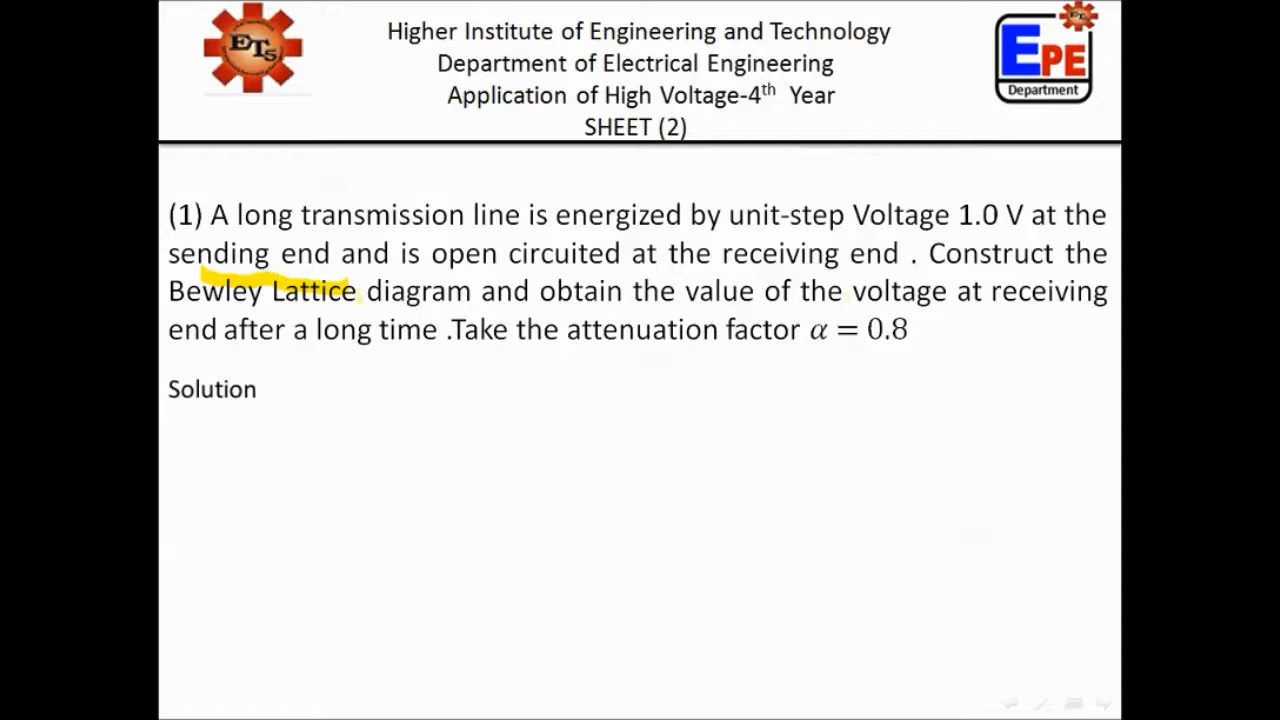 ETS
Higher Institute of Engineering and Technology
Department of Electrical Engineering
Application of High Voltage-4th Year
SHEET (2)
EPE
Department
(1) A long transmission line is energized by unit-step Voltage 1.0 V at the
sending end and is open circuited at the receiving end . Construct the
Bewley Lattice diagram and obtain the value of the voltage at receiving
end after a long time .Take the attenuation factor α = 0.8
Solution